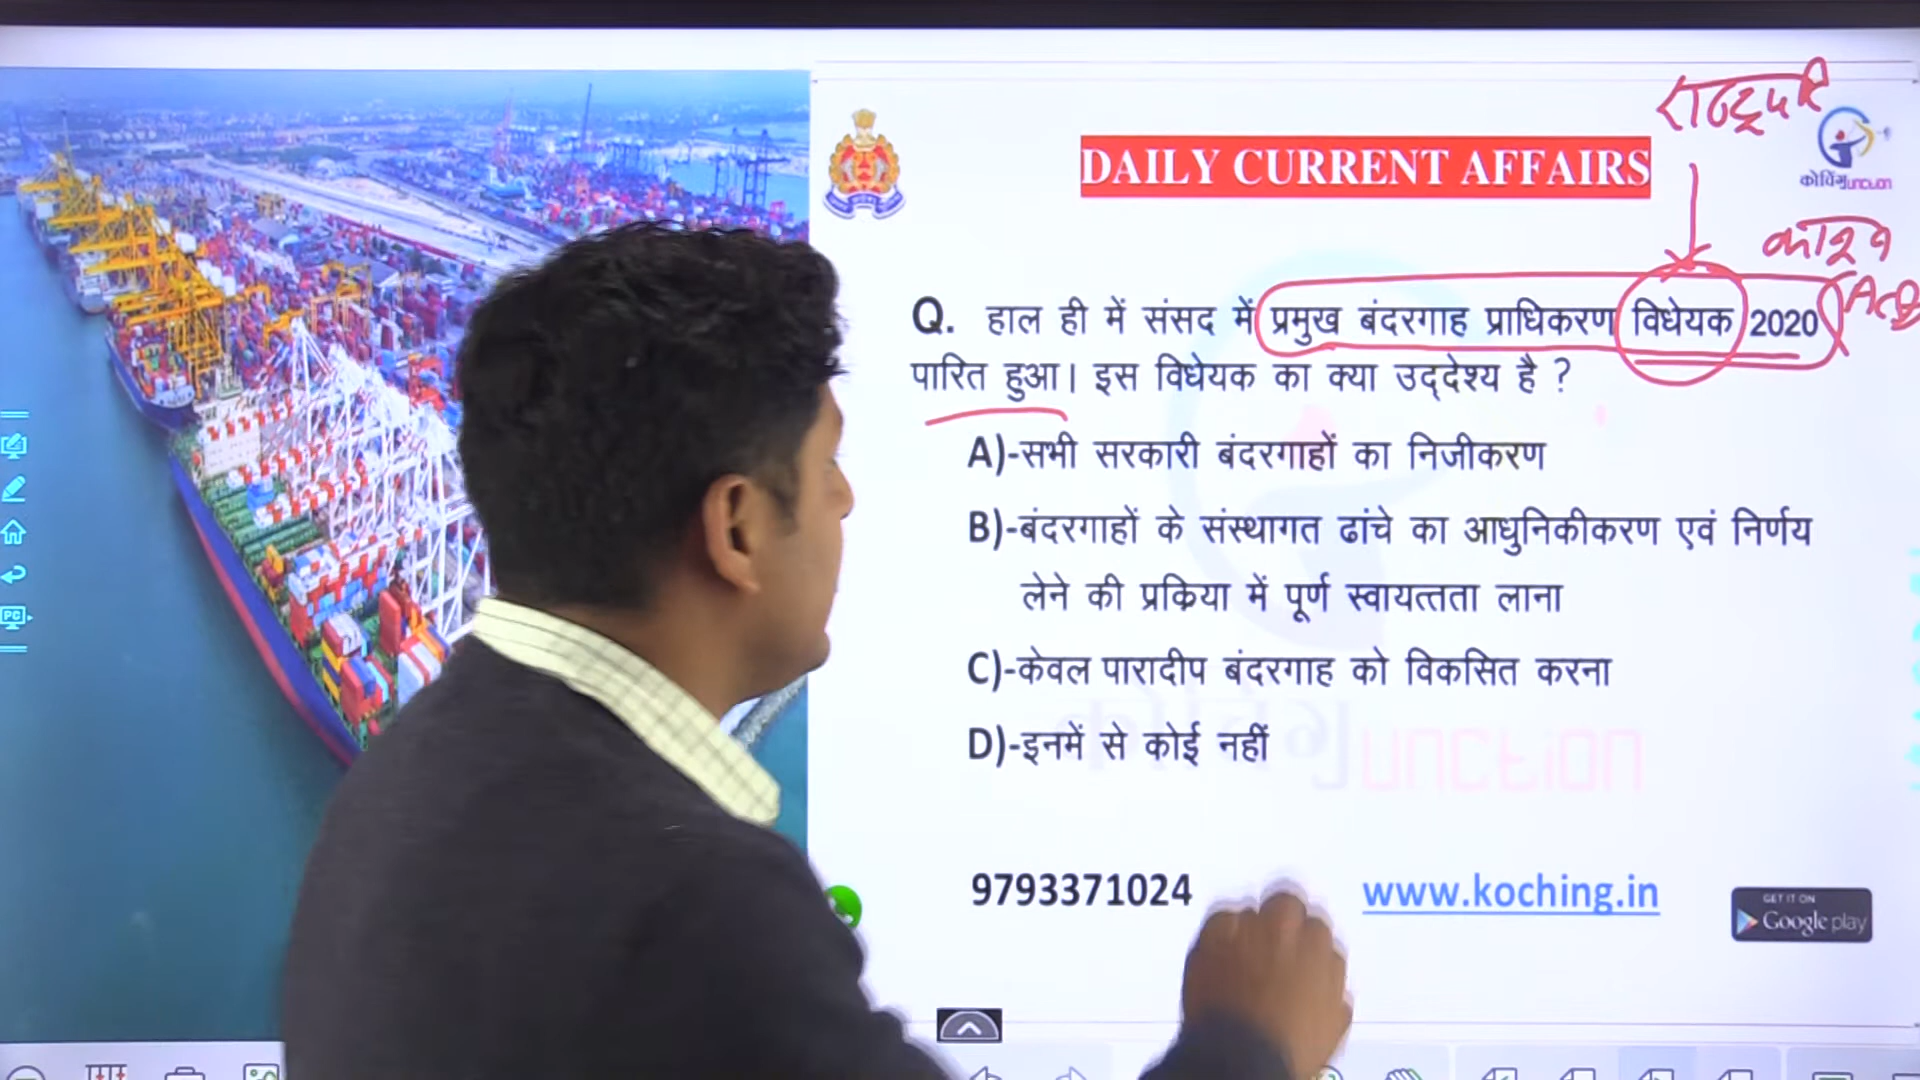 राष्ट्रपति
कोचिंगJUNCTION
DAILY CURRENT AFFAIRS
कानून
Act
Q. हाल ही में संसद में प्रमुख बंदरगाह प्राधिकरण विधेयक 2020
पारित हुआ। इस विधेयक का क्या उद्देश्य है ?
A)-सभी सरकारी बंदरगाहों का निजीकरण
B)-बंदरगाहों के संस्थागत ढांचे का आधुनिकीकरण एवं निर्णय
लेने की प्रकिया में पूर्ण स्वायत्तता लाना
C)-केवल पारादीप बंदरगाह को विकसित करना
D)-इनमें से कोई नहीं
कोचिंगJUNCTION
9793371024
www.koching.in
GET IT ON
Google play
PC